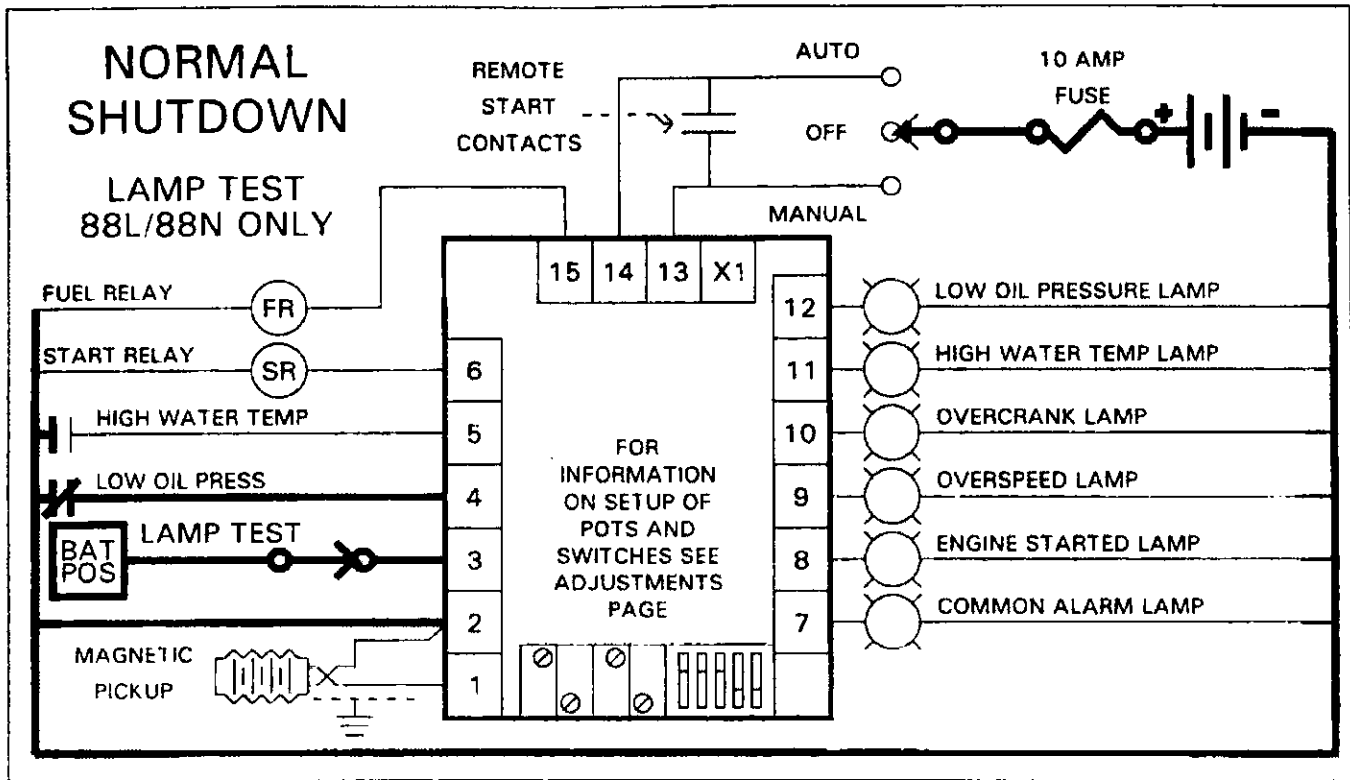 NORMAL
SHUTDOWN
LAMP TEST
88L/88N ONLY
REMOTE
START
CONTACTS
AUTO
OFF
MANUAL
10 AMP
FUSE
+
-
15 14 13 X1
FUEL RELAY
FR
START RELAY
SR
HIGH WATER TEMP
LOW OIL PRESS
BAT
POS
LAMP TEST
MAGNETIC
PICKUP
6
5
4
3
2
1
FOR
INFORMATION
ON SETUP OF
POTS AND
SWITCHES SEE
ADJUSTMENTS
PAGE
12
LOW OIL PRESSURE LAMP
11
HIGH WATER TEMP LAMP
10
OVERCRANK LAMP
9
OVERSPEED LAMP
8
ENGINE STARTED LAMP
7
COMMON ALARM LAMP